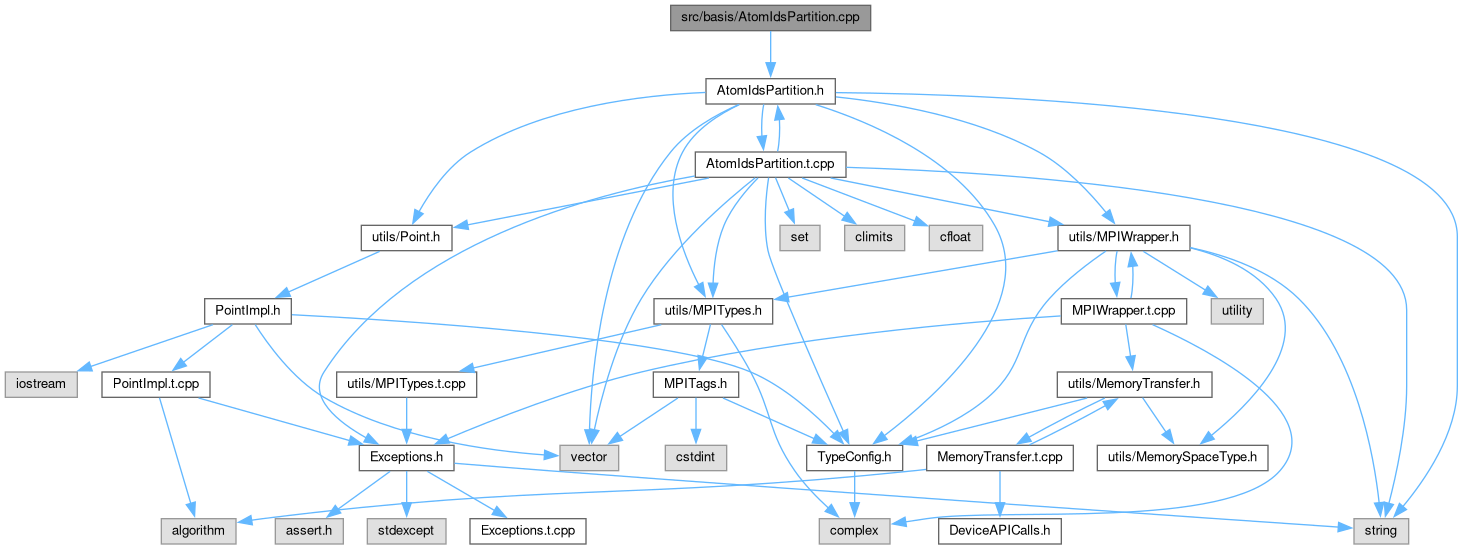 src/basis/AtomIdsPartition.cpp
AtomIdsPartition.h
AtomIdsPartition.t.cpp
utils/Point.h
set
climits
cfloat
utils/MPIWrapper.h
PointImpl.h
utils/MPITypes.h
MPIWrapper.t.cpp
utility
iostream
PointImpl.t.cpp
utils/MPITypes.t.cpp
MPITags.h
utils/MemoryTransfer.h
Exceptions.h
vector
cstdint
TypeConfig.h
MemoryTransfer.t.cpp
utils/MemorySpaceType.h
algorithm
assert.h
stdexcept
Exceptions.t.cpp
complex
DeviceAPICalls.h
string